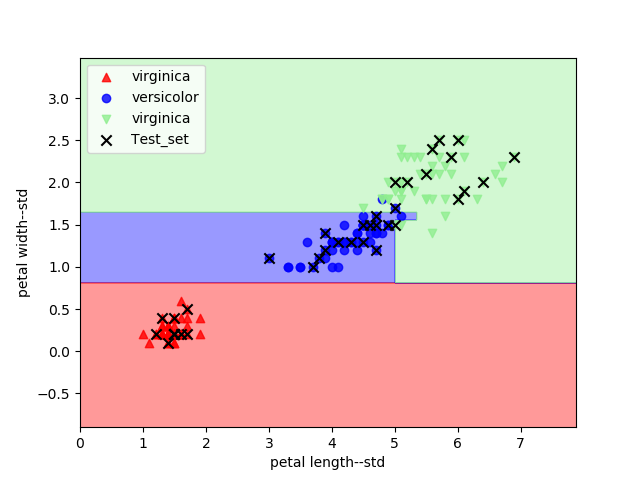 virginica
versicolor
virginica
Test_set
petal width--std
3.0
2.5
2.0
1.5
1.0
0.5
0.0
−0.5
0 1 2 3 4 5 6 7
petal length--std